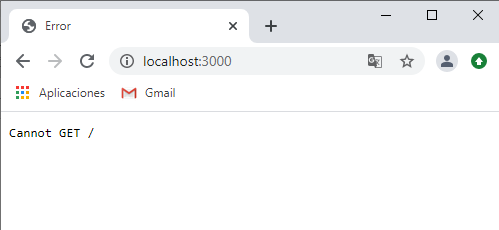 Error
localhost:3000
Aplicaciones Gmail
Cannot GET /